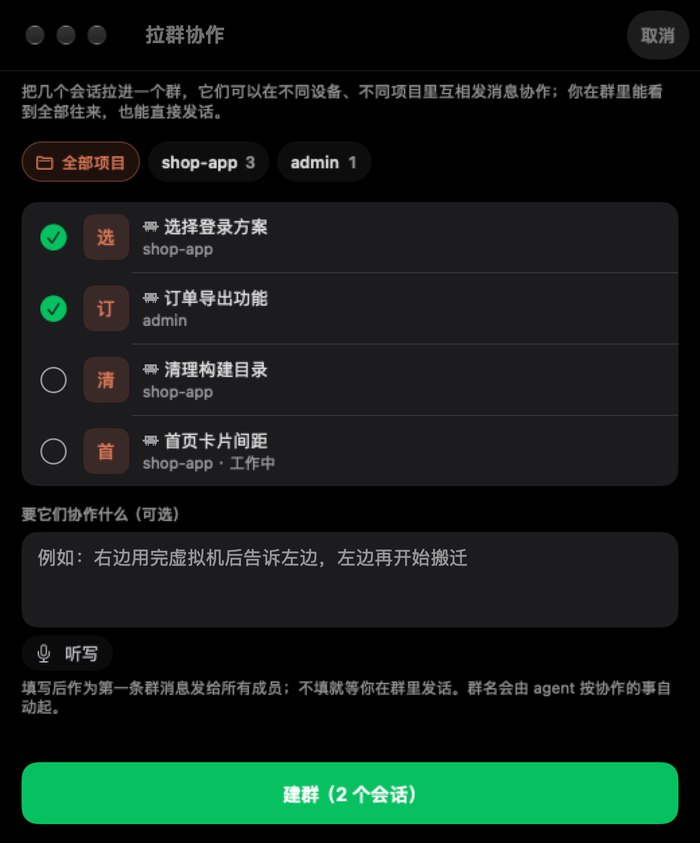 拉群协作
取消
把几个会话拉进一个群，它们可以在不同设备、不同项目里互相发消息协作；你在群里能看
到全部往来，也能直接发话。
全部项目
shop-app 3
admin 1
选
选择登录方案
shop-app
订
订单导出功能
admin
清
清理构建目录
shop-app
首
首页卡片间距
shop-app · 工作中
要它们协作什么（可选）
例如：右边用完虚拟机后告诉左边，左边再开始搬迁
听写
填写后作为第一条群消息发给所有成员；不填就等你在群里发话。群名会由 agent 按协作的事自
动起。
建群（2 个会话）